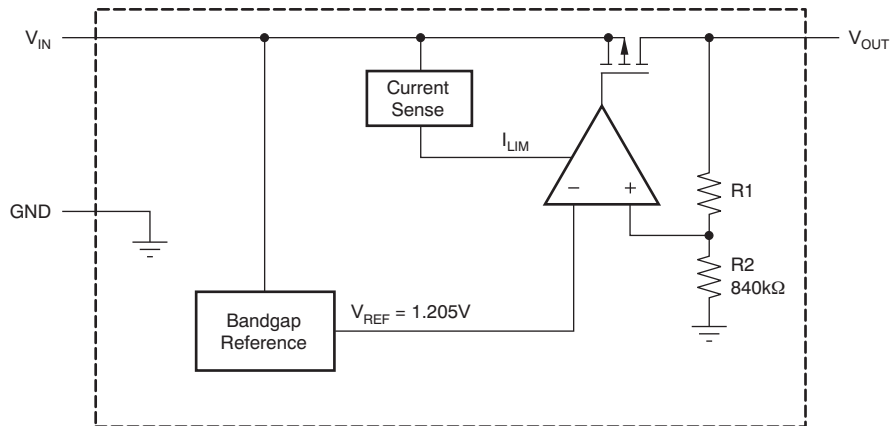 V_IN
V_OUT
Current
Sense
I_LIM
− +
R1
GND
R2
840kΩ
V_REF = 1.205V
Bandgap
Reference